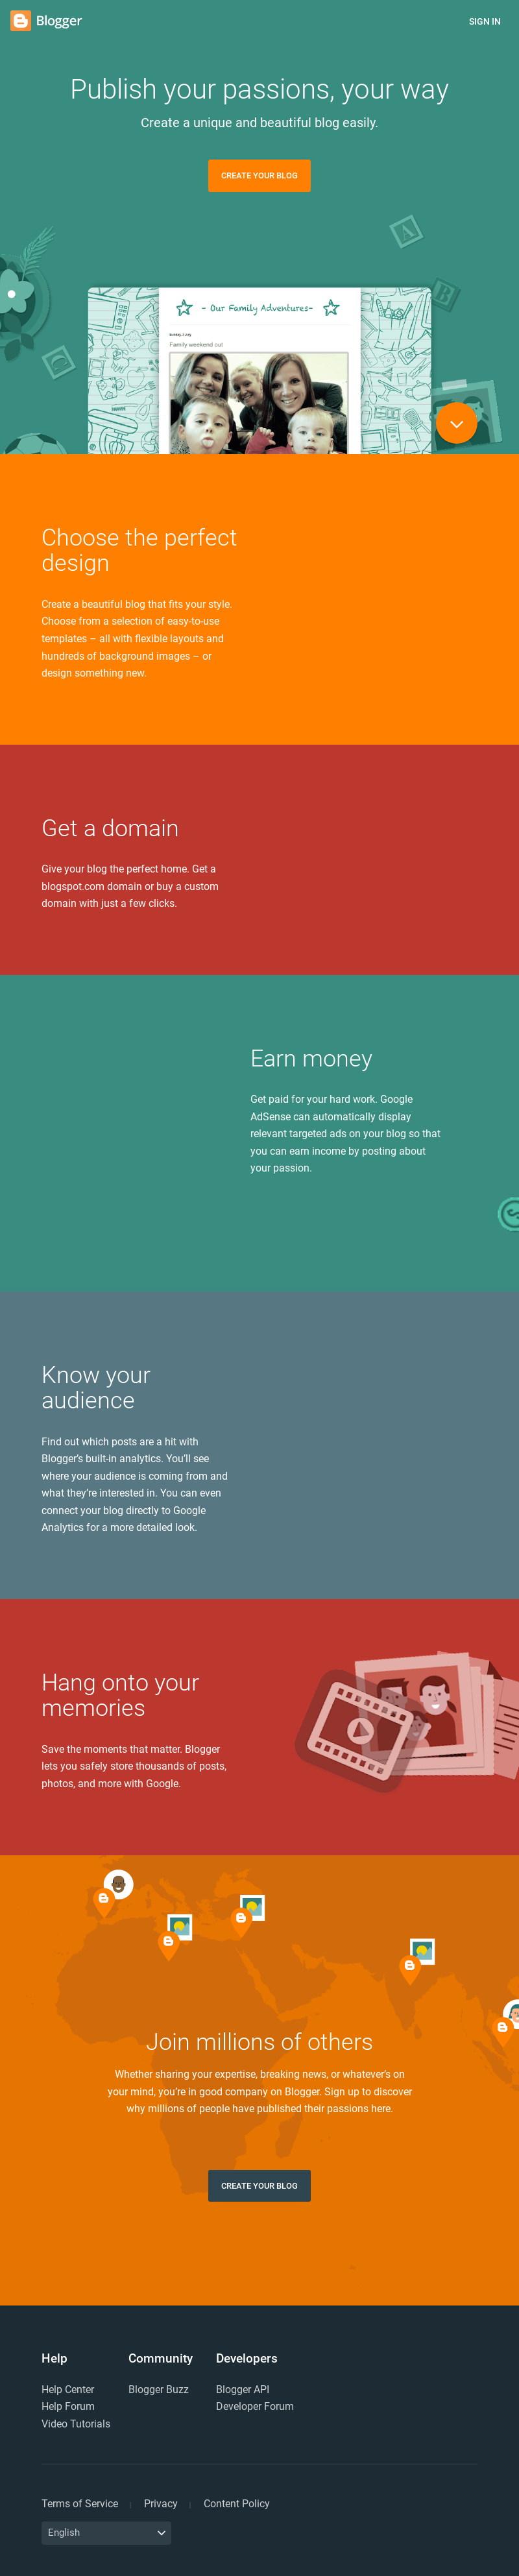 Blogger
SIGN IN
Publish your passions, your way
Create a unique and beautiful blog easily.
CREATE YOUR BLOG
A
B
C
- Our Family Adventures-
Sunday, 2 July
Family weekend out
Choose the perfect
design
Create a beautiful blog that fits your style.
Choose from a selection of easy-to-use
templates – all with flexible layouts and
hundreds of background images – or
design something new.
Get a domain
Give your blog the perfect home. Get a
blogspot.com domain or buy a custom
domain with just a few clicks.
Earn money
Get paid for your hard work. Google
AdSense can automatically display
relevant targeted ads on your blog so that
you can earn income by posting about
your passion.
Know your
audience
Find out which posts are a hit with
Blogger’s built-in analytics. You’ll see
where your audience is coming from and
what they’re interested in. You can even
connect your blog directly to Google
Analytics for a more detailed look.
Hang onto your
memories
Save the moments that matter. Blogger
lets you safely store thousands of posts,
photos, and more with Google.
Join millions of others
Whether sharing your expertise, breaking news, or whatever’s on
your mind, you’re in good company on Blogger. Sign up to discover
why millions of people have published their passions here.
CREATE YOUR BLOG
Help
Help Center
Help Forum
Video Tutorials
Community
Blogger Buzz
Developers
Blogger API
Developer Forum
Terms of Service | Privacy | Content Policy
English